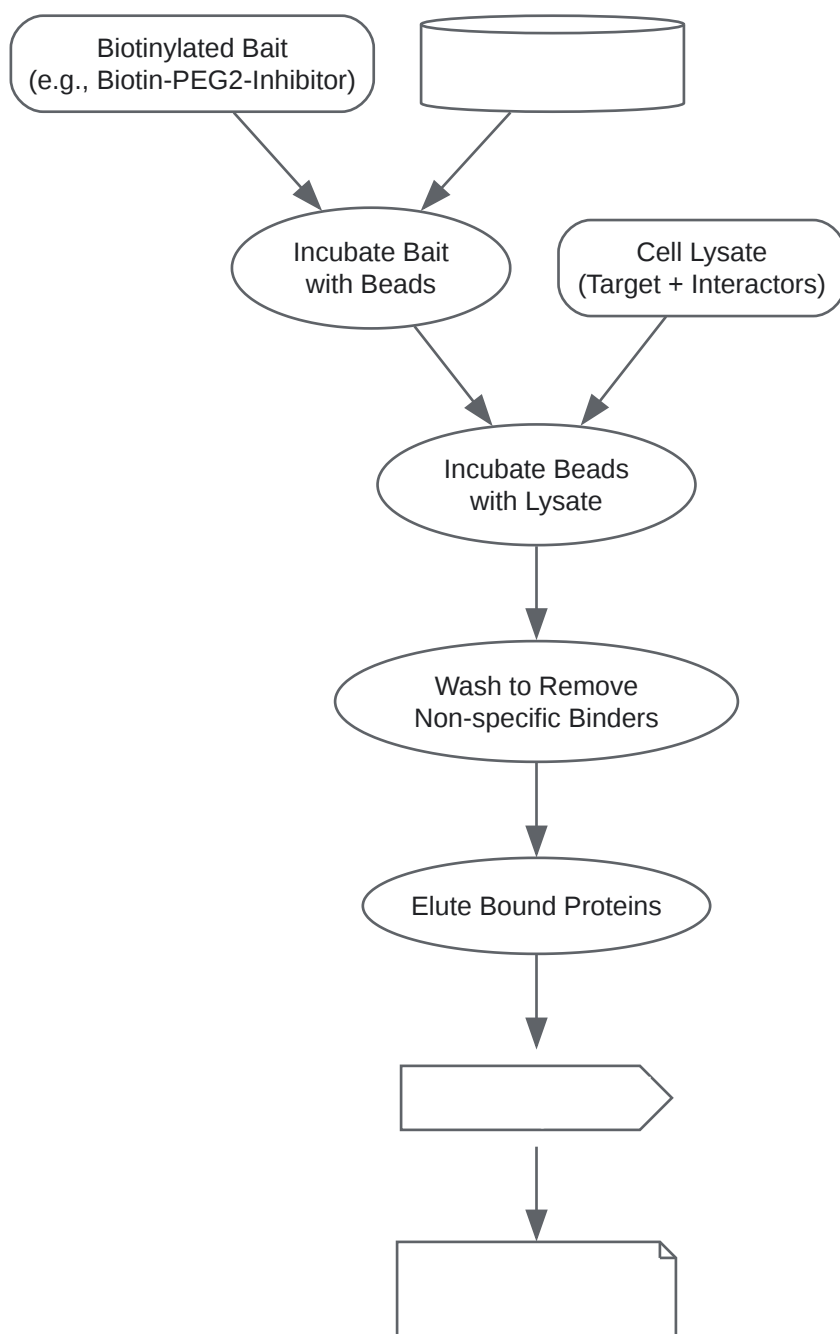 Biotinylated Bait
(e.g., Biotin-PEG2-Inhibitor)
Incubate Bait
with Beads
Cell Lysate
(Target + Interactors)
Incubate Beads
with Lysate
Wash to Remove
Non-specific Binders
Elute Bound Proteins